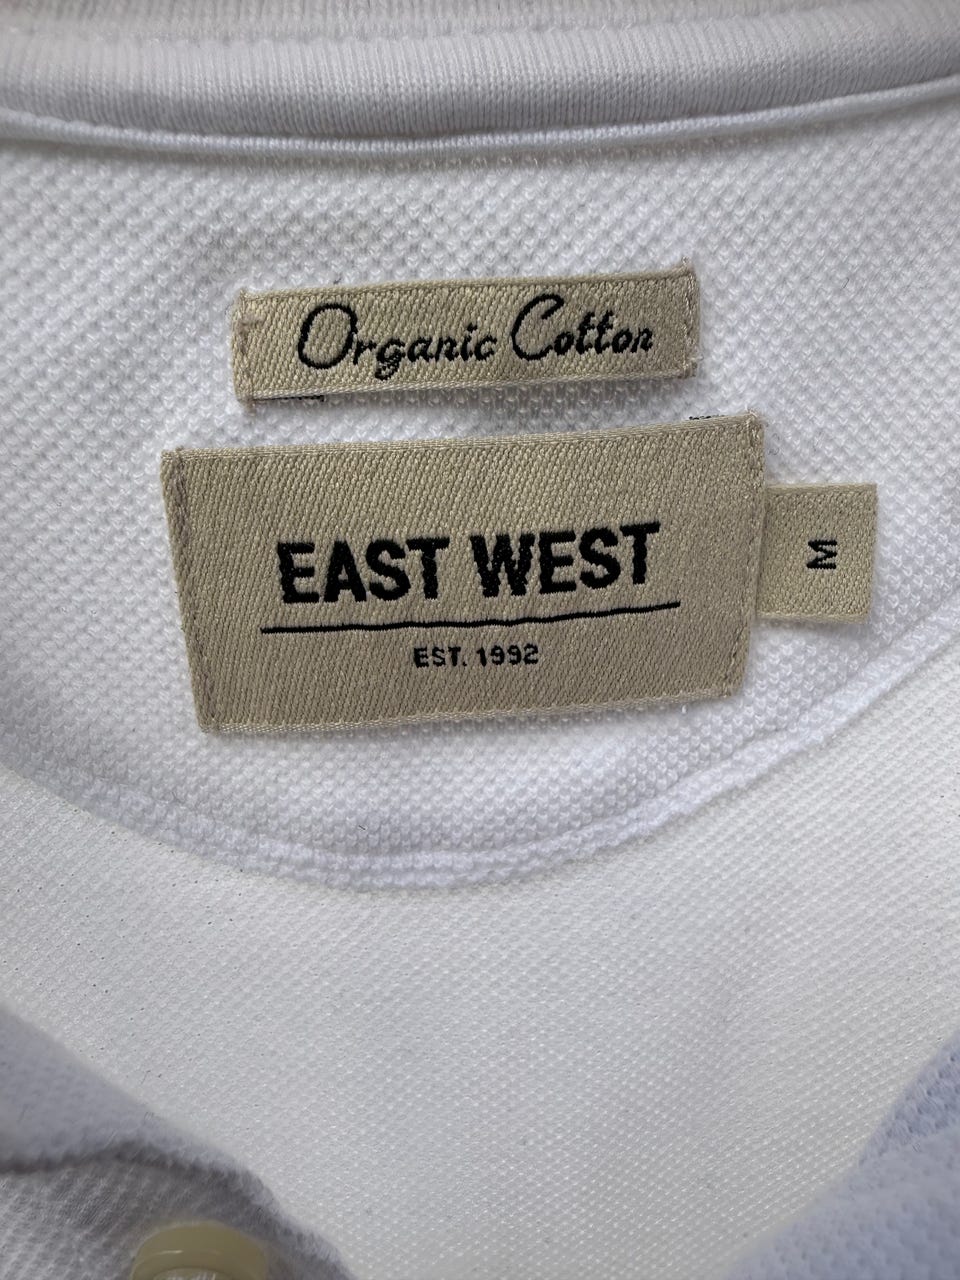 Organic Cotton
EAST WEST
EST. 1992
M